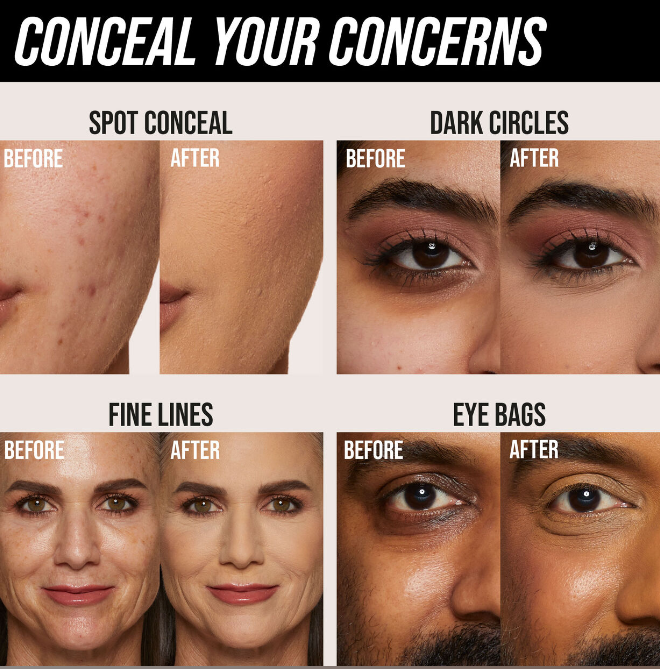 CONCEAL YOUR CONCERNS
SPOT CONCEAL
BEFORE
AFTER
DARK CIRCLES
BEFORE
AFTER
FINE LINES
BEFORE
AFTER
EYE BAGS
BEFORE
AFTER